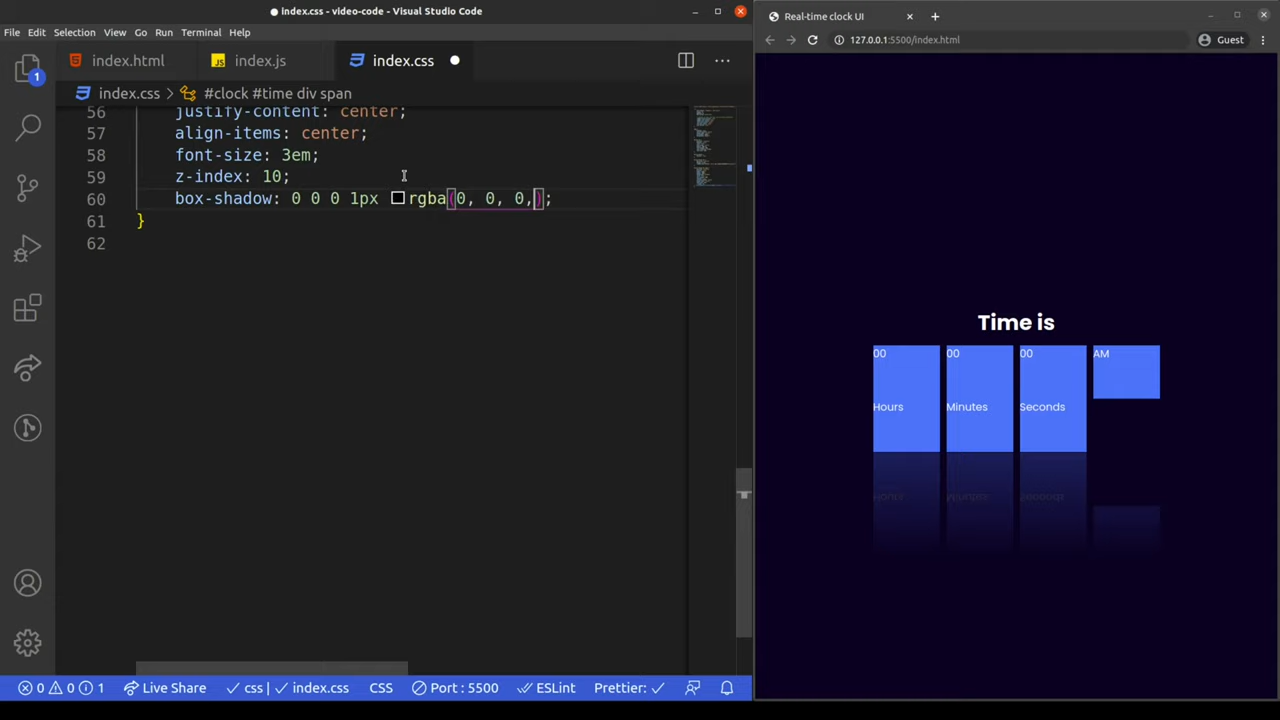 index.css - video-code - Visual Studio Code
File Edit Selection View Go Run Terminal Help
index.html index.js index.css
index.css > #clock #time div span
56 justify-content: center;
57 align-items: center;
58 font-size: 3em;
59 z-index: 10;
60 box-shadow: 0 0 0 1px rgba(0, 0, 0,);
61 }
62
1
0 0 1 Live Share css | index.css CSS Port : 5500 ESLint Prettier:
Real-time clock UI
127.0.0.1:5500/index.html Guest
Time is
00 00 00 AM
Hours Minutes Seconds
Hours Minutes Seconds